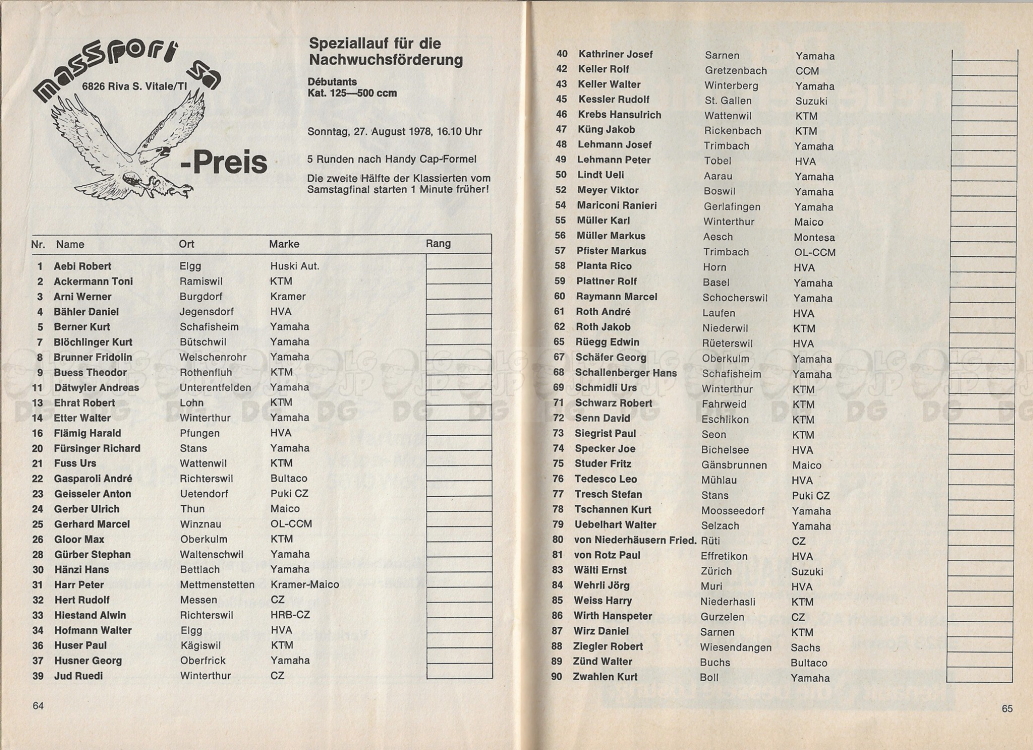 massSport sa
6826 Riva S. Vitale/TI
-Preis
Speziallauf für die
Nachwuchsförderung
Débutants
Kat. 125—500 ccm
Sonntag, 27. August 1978, 16.10 Uhr
5 Runden nach Handy Cap-Formel
Die zweite Hälfte der Klassierten vom
Samstagfinal starten 1 Minute früher!
Nr. Name Ort Marke Rang
1 Aebi Robert Elgg Huski Aut.
2 Ackermann Toni Ramiswil KTM
3 Arni Werner Burgdorf Kramer
4 Bähler Daniel Jegensdorf HVA
5 Berner Kurt Schafisheim Yamaha
7 Blöchlinger Kurt Bütschwil Yamaha
8 Brunner Fridolin Welschenrohr Yamaha
9 Buess Theodor Rothenfluh KTM
11 Dätwyler Andreas Unterentfelden Yamaha
13 Ehrat Robert Lohn KTM
14 Etter Walter Winterthur Yamaha
16 Flämig Harald Pfungen HVA
20 Fürsinger Richard Stans Yamaha
21 Fuss Urs Wattenwil KTM
22 Gasparoli André Richterswil Bultaco
23 Geisseler Anton Uetendorf Puki CZ
24 Gerber Ulrich Thun Maico
25 Gerhard Marcel Winznau OL-CCM
26 Gloor Max Oberkulm KTM
28 Gürber Stephan Waltenschwil Yamaha
30 Hänzi Hans Bettlach Yamaha
31 Harr Peter Mettmenstetten Kramer-Maico
32 Hert Rudolf Messen CZ
33 Hiestand Alwin Richterswil HRB-CZ
34 Hofmann Walter Elgg HVA
36 Huser Paul Kägiswil KTM
37 Husner Georg Oberfrick Yamaha
39 Jud Ruedi Winterthur CZ
64
40 Kathriner Josef Sarnen Yamaha
42 Keller Rolf Gretzenbach CCM
43 Keller Walter Winterberg Yamaha
45 Kessler Rudolf St. Gallen Suzuki
46 Krebs Hansulrich Wattenwil KTM
47 Küng Jakob Rickenbach KTM
48 Lehmann Josef Trimbach Yamaha
49 Lehmann Peter Tobel HVA
50 Lindt Ueli Aarau Yamaha
52 Meyer Viktor Boswil Yamaha
54 Mariconi Ranieri Gerlafingen Yamaha
55 Müller Karl Winterthur Maico
56 Müller Markus Aesch Montesa
57 Pfister Markus Trimbach OL-CCM
58 Planta Rico Horn HVA
59 Plattner Rolf Basel Yamaha
60 Raymann Marcel Schocherswil Yamaha
61 Roth André Laufen HVA
62 Roth Jakob Niederwil KTM
65 Rüegg Edwin Rüeterswil HVA
67 Schäfer Georg Oberkulm Yamaha
68 Schallenberger Hans Schafisheim Yamaha
69 Schmidli Urs Winterthur KTM
71 Schwarz Robert Fahrweid KTM
72 Senn David Eschlikon KTM
73 Siegrist Paul Seon KTM
74 Specker Joe Bichelsee HVA
75 Studer Fritz Gänsbrunnen Maico
76 Tedesco Leo Mühlau HVA
77 Tresch Stefan Stans Puki CZ
78 Tschannen Kurt Moosseedorf Yamaha
79 Uebelhart Walter Selzach Yamaha
80 von Niederhäusern Fried. Rüti CZ
81 von Rotz Paul Effretikon HVA
83 Wälti Ernst Zürich Suzuki
84 Wehrli Jörg Muri HVA
85 Weiss Harry Niederhasli KTM
86 Wirth Hanspeter Gurzelen CZ
87 Wirz Daniel Sarnen KTM
88 Ziegler Robert Wiesendangen Sachs
89 Zünd Walter Buchs Bultaco
90 Zwahlen Kurt Boll Yamaha
65